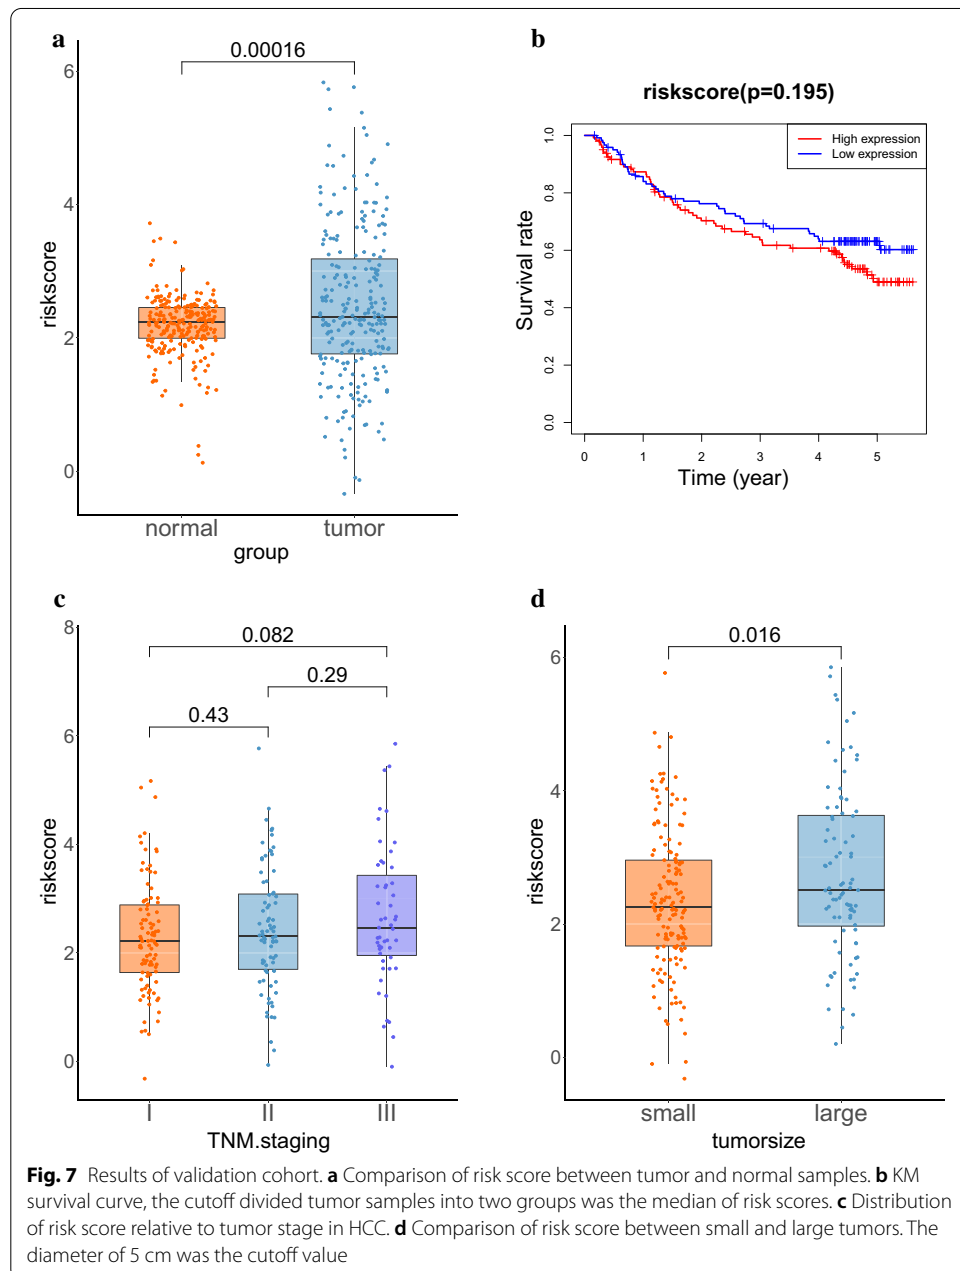 a
0.00016
6
4
2
0
riskscore
normal
tumor
group
b
riskscore(p=0.195)
High expression
Low expression
1.0
0.8
0.6
0.4
0.2
0.0
Survival rate
0 1 2 3 4 5
Time (year)
c
8
6
4
2
0
0.082
0.29
0.43
riskscore
I II III
TNM.staging
d
0.016
6
4
2
0
riskscore
small
large
tumorsize
Fig. 7 Results of validation cohort. a Comparison of risk score between tumor and normal samples. b KM
survival curve, the cutoff divided tumor samples into two groups was the median of risk scores. c Distribution
of risk score relative to tumor stage in HCC. d Comparison of risk score between small and large tumors. The
diameter of 5 cm was the cutoff value